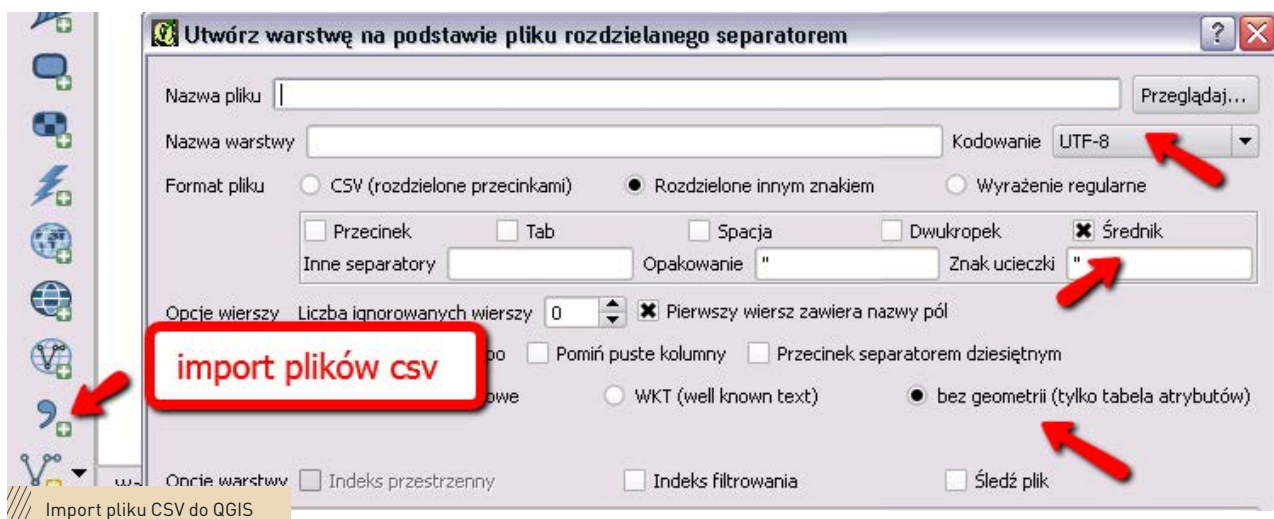 Utwórz warstwę na podstawie pliku rozdzielanego separatorem
Nazwa pliku Przeglądaj...
Nazwa warstwy Kodowanie UTF-8
Format pliku CSV (rozdzielone przecinkami) Rozdzielone innym znakiem Wyrażenie regularne
Przecinek Tab Spacja Dwukropek Średnik
Inne separatory Opakowanie " Znak ucieczki "
Opcje wierszy Liczba ignorowanych wierszy 0 Pierwszy wiersz zawiera nazwy pól
import plików csv
Pomiń puste kolumny Przecinek separatorem dziesiętnym
WKT (well known text) bez geometrii (tylko tabela atrybutów)
Opcje warstwy Indeks przestrzenny Indeks filtrowania Śledź plik
Import pliku CSV do QGIS